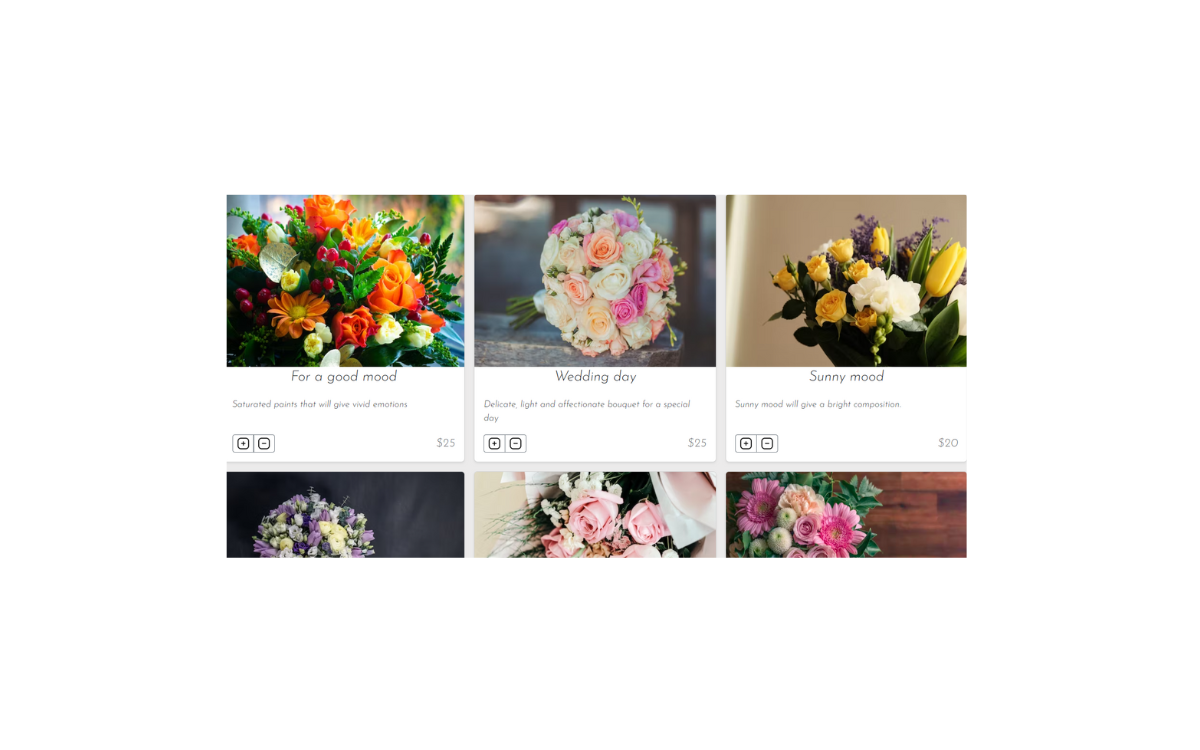 For a good mood
Saturated paints that will give vivid emotions
$25
Wedding day
Delicate, light and affectionate bouquet for a special
day
$25
Sunny mood
Sunny mood will give a bright composition.
$20